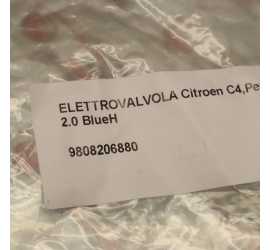 ELETTROVALVOLA Citroen C4,Pe
2.0 BlueH
9808206880